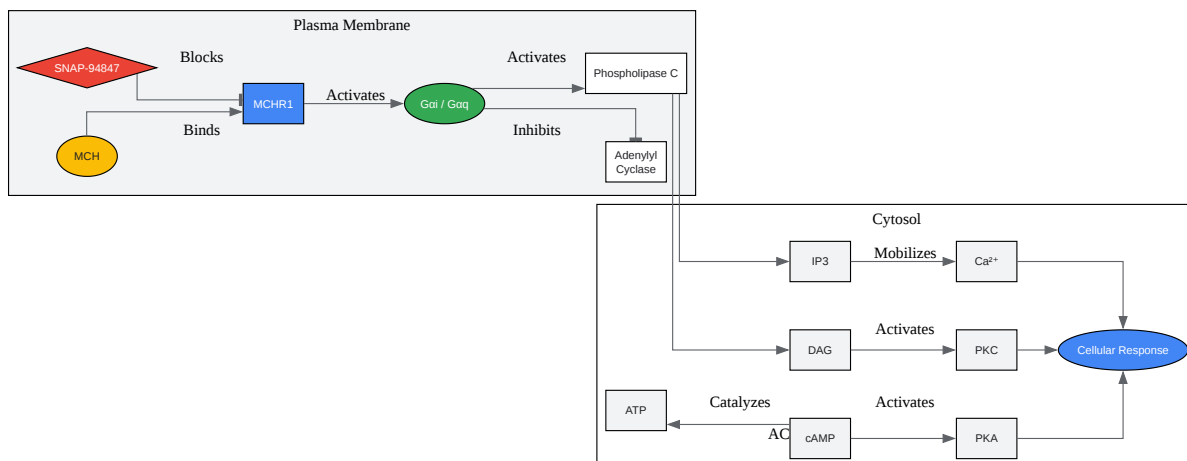 Plasma Membrane
SNAP-94847
Blocks
Activates
Phospholipase C
MCHR1
Activates
Gαi / Gαq
Binds
Inhibits
MCH
Adenylyl
Cyclase
Cytosol
IP3
Mobilizes
Ca²⁺
Activates
DAG
PKC
Cellular Response
ATP
Catalyzes
Activates
AC
cAMP
PKA